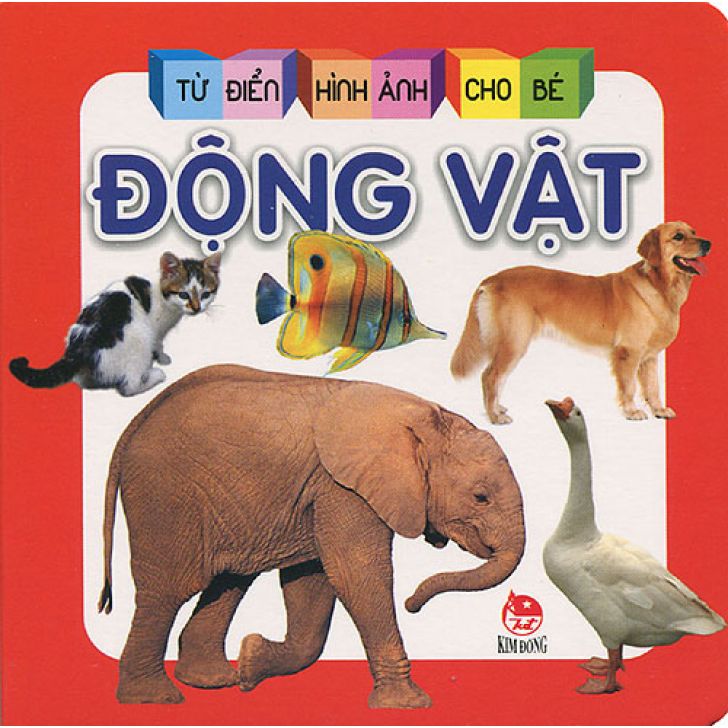 TỪ ĐIỂN HÌNH ẢNH CHO BÉ
ĐỘNG VẬT
KIM ĐỒNG